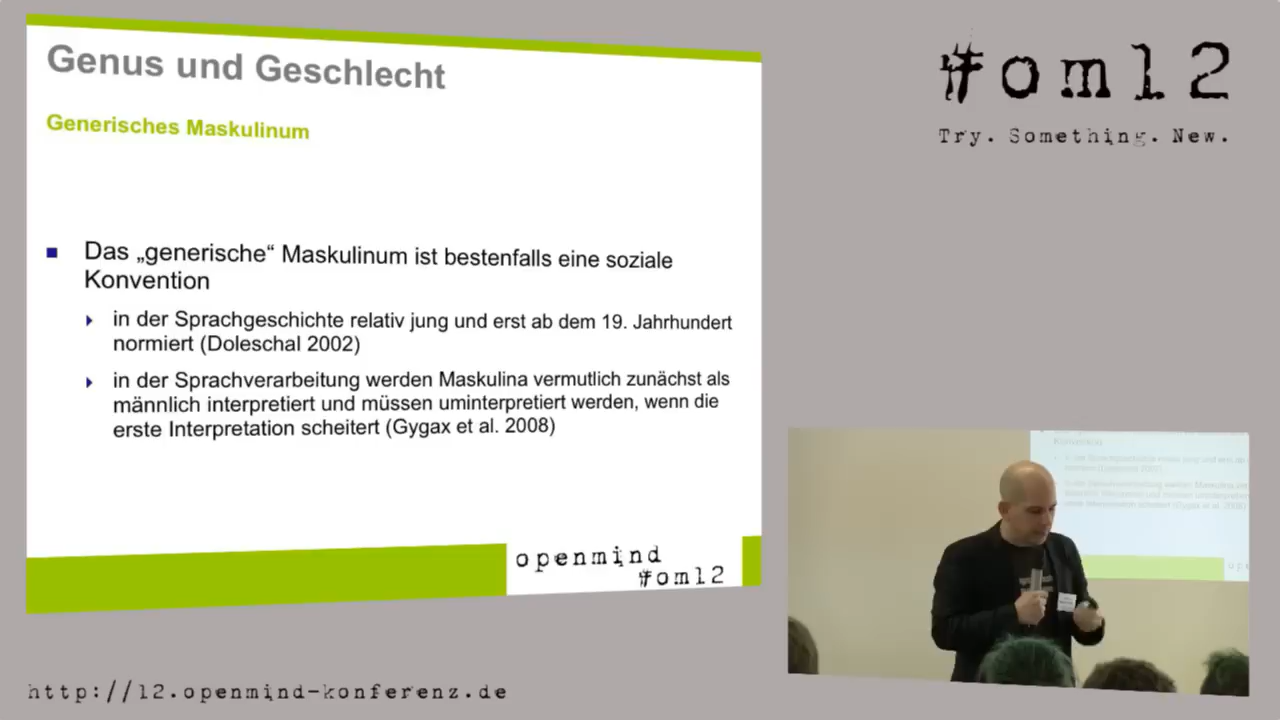 Genus und Geschlecht
Generisches Maskulinum
Das „generische“ Maskulinum ist bestenfalls eine soziale
Konvention
in der Sprachgeschichte relativ jung und erst ab dem 19. Jahrhundert
normiert (Doleschal 2002)
in der Sprachverarbeitung werden Maskulina vermutlich zunächst als
männlich interpretiert und müssen uminterpretiert werden, wenn die
erste Interpretation scheitert (Gygax et al. 2008)
openmind
#om12
#om12
Try. Something. New.
http://12.openmind-konferenz.de